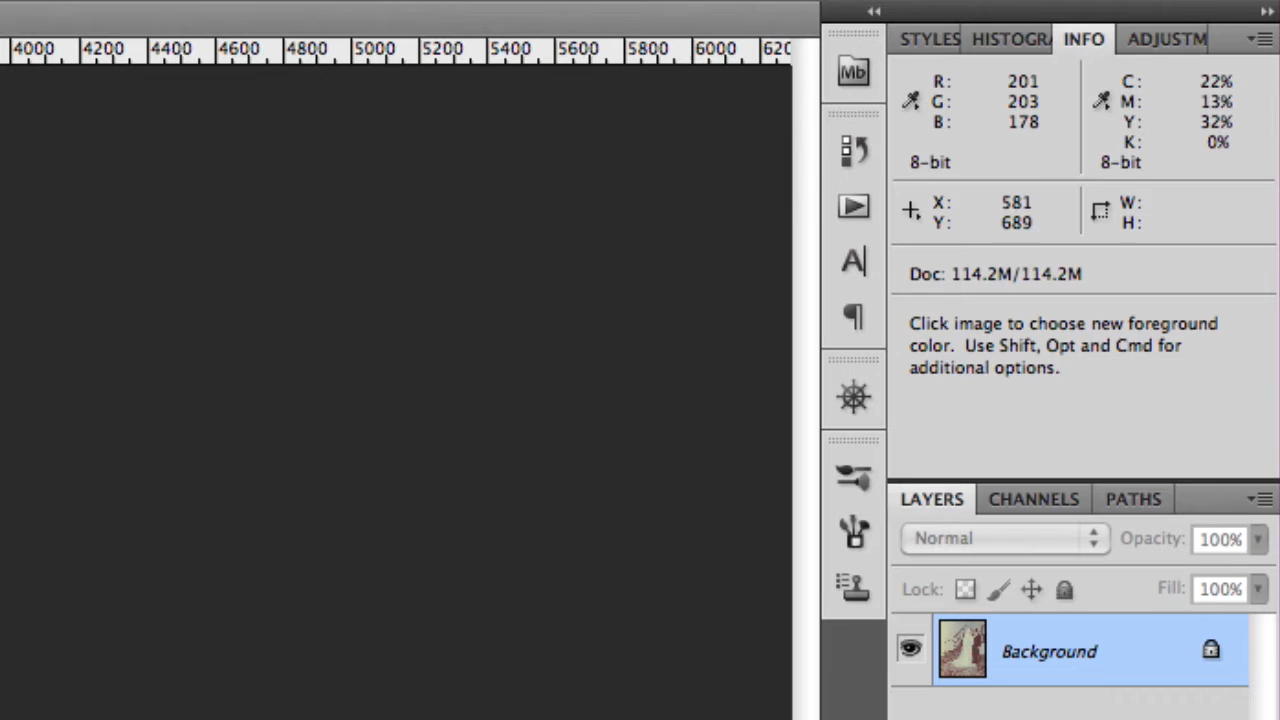 4000 4200 4400 4600 4800 5000 5200 5400 5600 5800 6000 620
Mb
A
STYLES HISTOGRA INFO ADJUSTM
R: 201 C: 22%
G: 203 M: 13%
B: 178 Y: 32%
K: 0%
8-bit 8-bit
X: 581 W:
Y: 689 H:
Doc: 114.2M/114.2M
Click image to choose new foreground
color. Use Shift, Opt and Cmd for
additional options.
LAYERS CHANNELS PATHS
Normal Opacity: 100%
Lock: Fill: 100%
Background